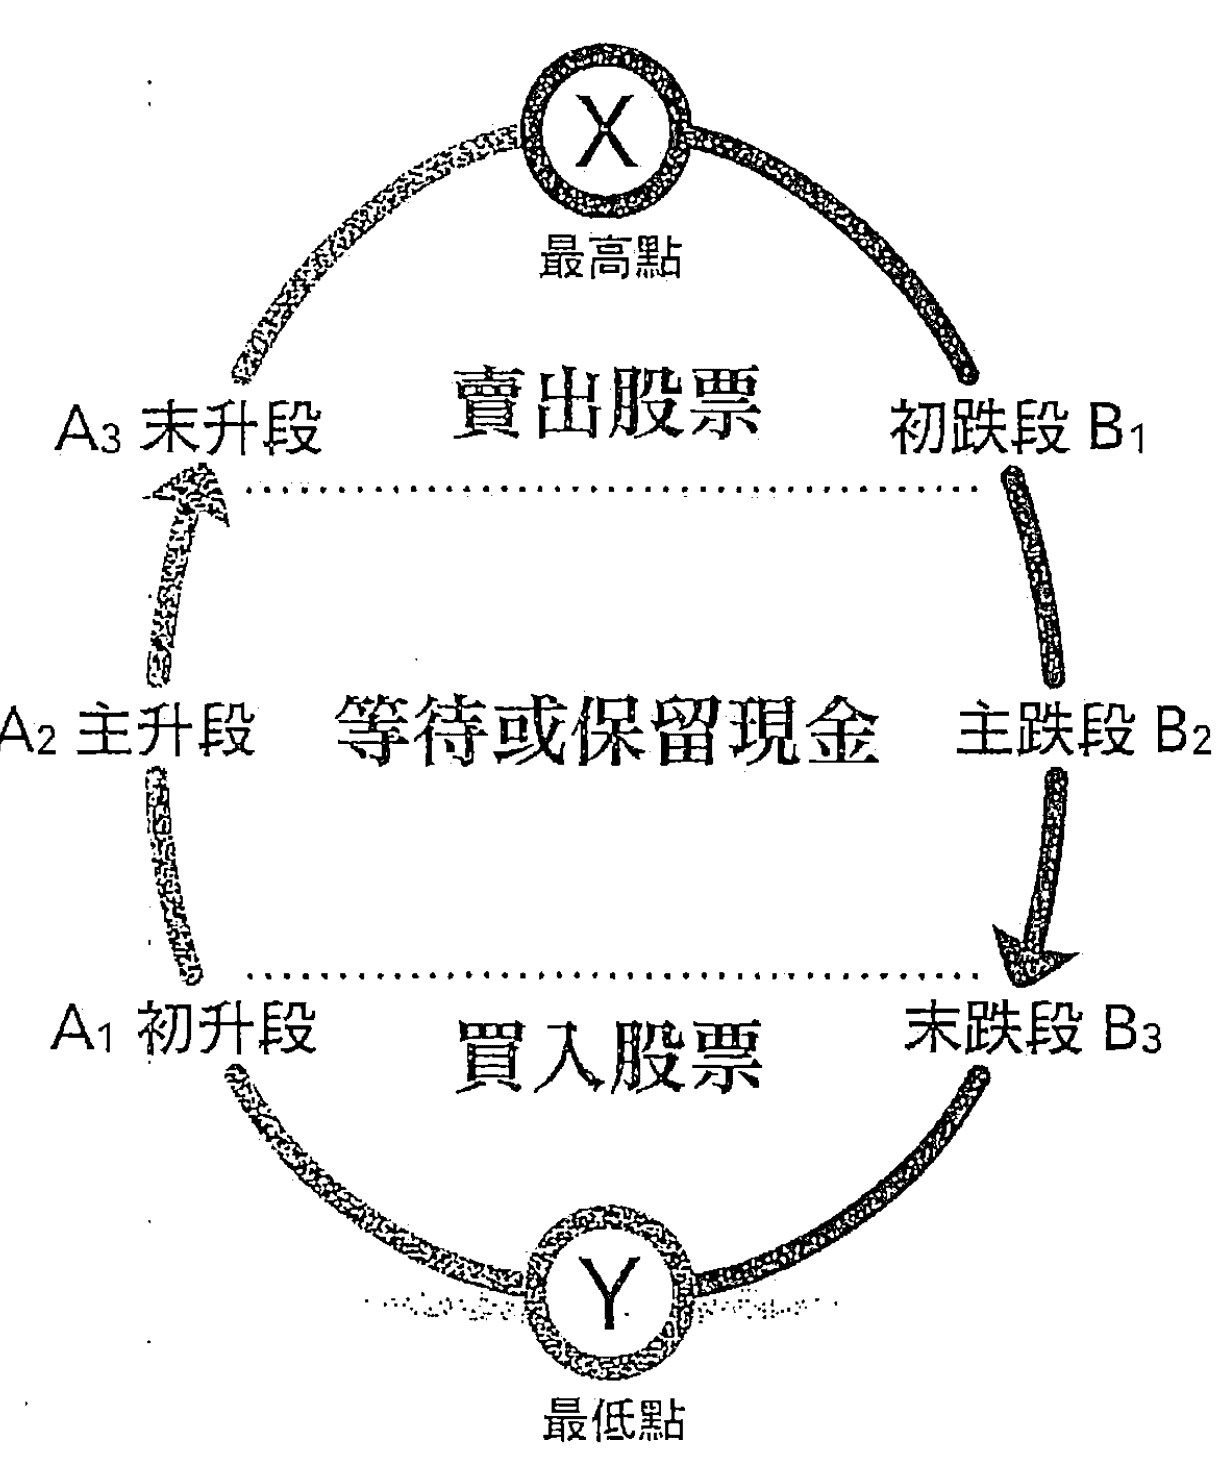 X
最高點
賣出股票
A3 末升段
初跌段 B1
A2 主升段
等待或保留現金
主跌段 B2
A1 初升段
買入股票
末跌段 B3
Y
最低點